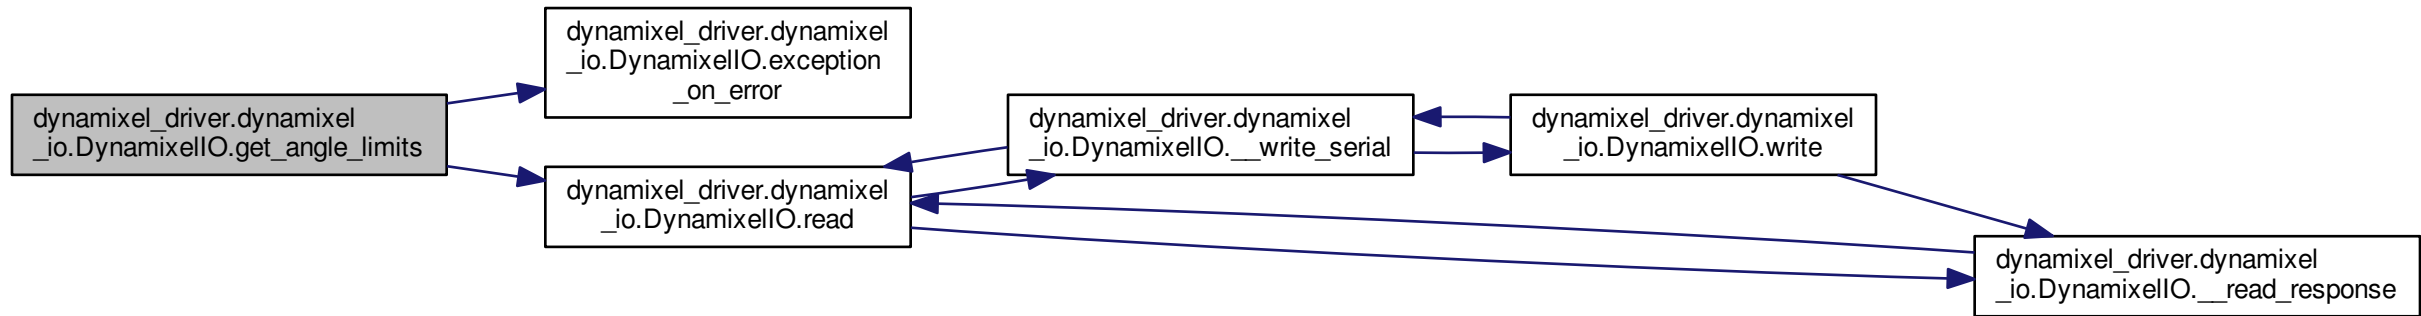 dynamixel_driver.dynamixel
_io.DynamixelIO.get_angle_limits
dynamixel_driver.dynamixel
_io.DynamixelIO.exception
_on_error
dynamixel_driver.dynamixel
_io.DynamixelIO.read
dynamixel_driver.dynamixel
_io.DynamixelIO.__write_serial
dynamixel_driver.dynamixel
_io.DynamixelIO.write
dynamixel_driver.dynamixel
_io.DynamixelIO.__read_response